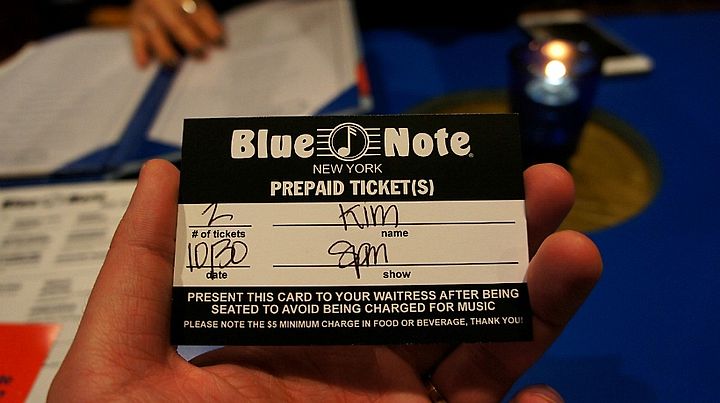 Blue Note®
NEW YORK
PREPAID TICKET(S)
2 Kim
# of tickets name
10/30 8pm
date show
PRESENT THIS CARD TO YOUR WAITRESS AFTER BEING
SEATED TO AVOID BEING CHARGED FOR MUSIC
PLEASE NOTE THE $5 MINIMUM CHARGE IN FOOD OR BEVERAGE, THANK YOU!